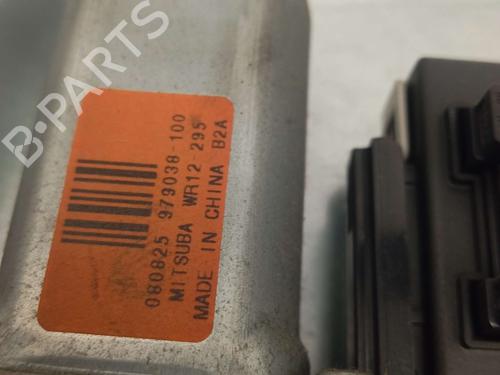 B-PARTS
080825 979038-100
MITSUBA WR12-295
MADE IN CHINA B2A